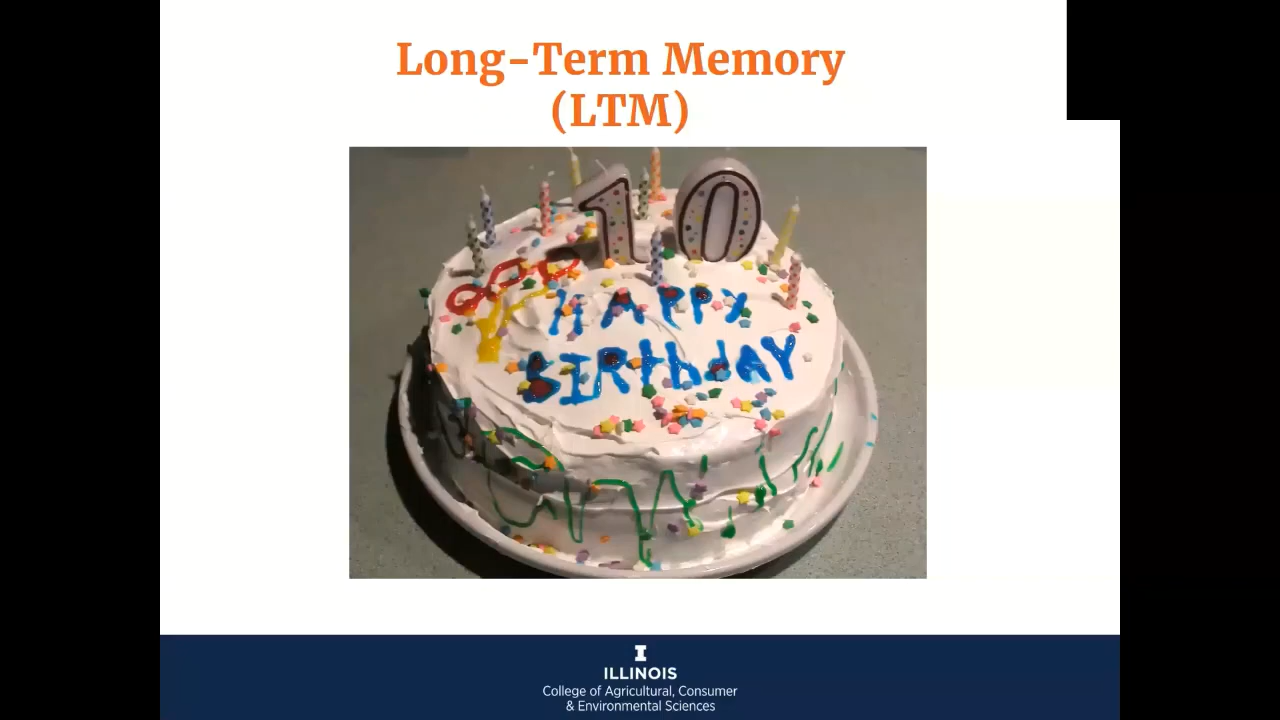 Long-Term Memory
(LTM)
10
HAPPY
BIRthdAY
I
ILLINOIS
College of Agricultural, Consumer
& Environmental Sciences